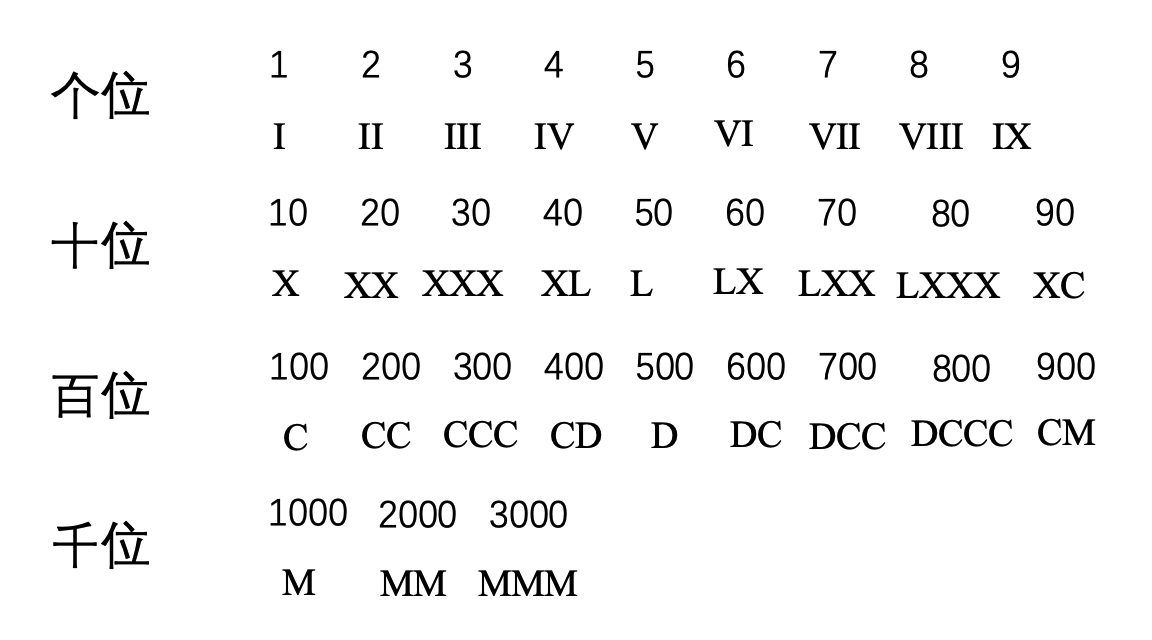 个位
1 2 3 4 5 6 7 8 9
I II III IV V VI VII VIII IX
十位
10 20 30 40 50 60 70 80 90
X XX XXX XL L LX LXX LXXX XC
百位
100 200 300 400 500 600 700 800 900
C CC CCC CD D DC DCC DCCC CM
千位
1000 2000 3000
M MM MMM